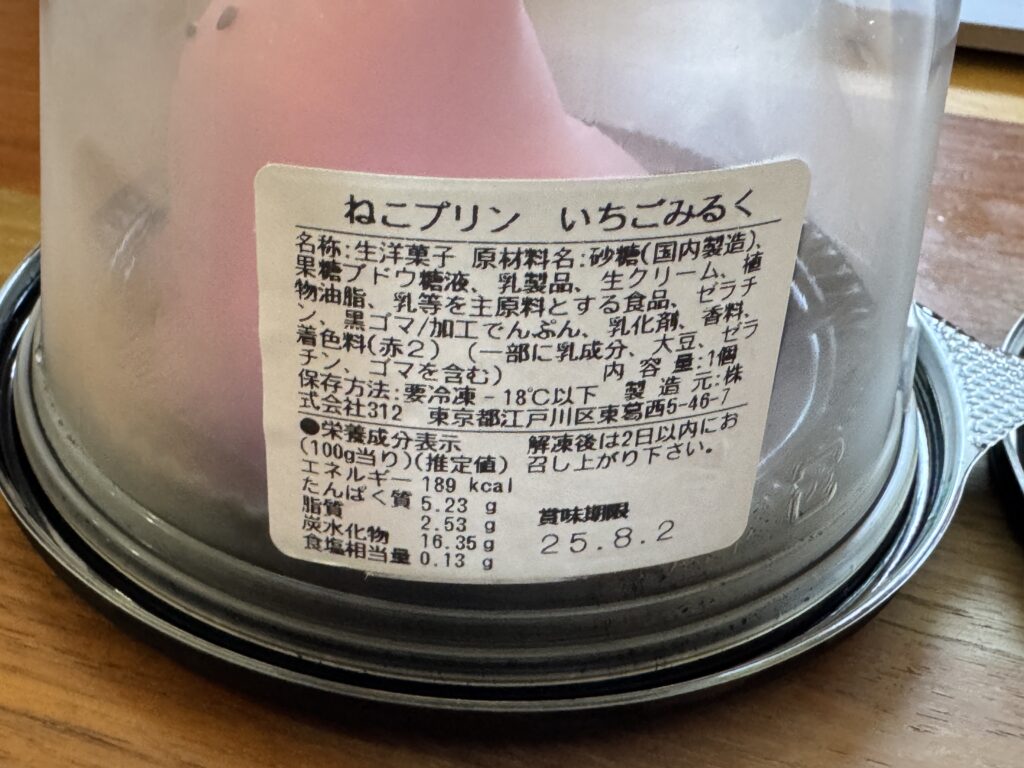 ねこプリン　いちごみるく
名称:生洋菓子 原材料名:砂糖(国内製造)、
果糖ブドウ糖液、乳製品、生クリーム、植
物油脂、乳等を主原料とする食品、ゼラチ
ン、黒ゴマ/加工でんぷん、乳化剤、香料、
着色料(赤2)（一部に乳成分、大豆、ゼラ
チン、ゴマを含む）　内容量:1個
保存方法:要冷凍-18℃以下　製造元:株
式会社312　東京都江戸川区東葛西5-46-7
●栄養成分表示
(100g当り)(推定値)
エネルギー 189 kcal
たんぱく質 5.23 g
脂質 2.53 g
炭水化物 16.35g
食塩相当量 0.13 g
解凍後は2日以内にお
召し上がり下さい。
賞味期限
25.8.2